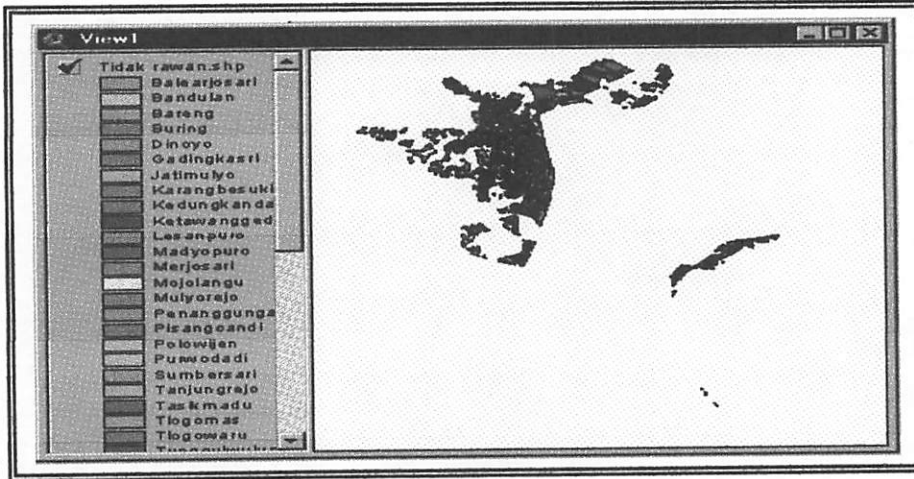 View1
Tidak rawan.shp
Balearjosari
Bandulan
Bareng
Buring
Dinoyo
Gadingkasri
Jatimulyo
Karangbesuki
Kedungkanda
Ketawangged
Lesanpuro
Madyopuro
Merjosari
Mojolangu
Mulyorejo
Penanggunga
Pisangcandi
Polowijen
Purwodadi
Sumbersari
Tanjungrejo
Tasikmadu
Tlogomas
Tlogowaru